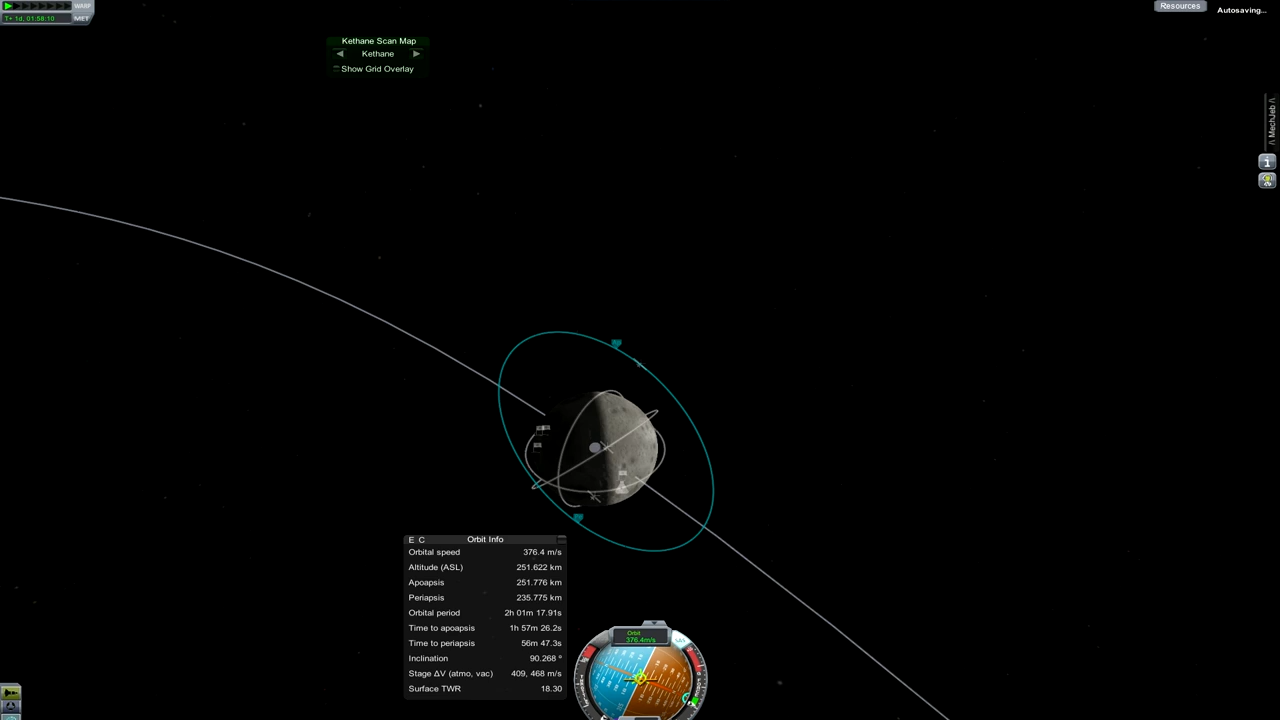 WARP
T+ 1d, 01:58:10 MET
Resources
Autosaving...
Kethane Scan Map
Kethane
Show Grid Overlay
/\ MechJeb /\
E C Orbit Info
Orbital speed 376.4 m/s
Altitude (ASL) 251.622 km
Apoapsis 251.776 km
Periapsis 235.775 km
Orbital period 2h 01m 17.91s
Time to apoapsis 1h 57m 26.2s
Time to periapsis 56m 47.3s
Inclination 90.268 º
Stage ΔV (atmo, vac) 409, 468 m/s
Surface TWR 18.30
Orbit
376.4m/s
SAS